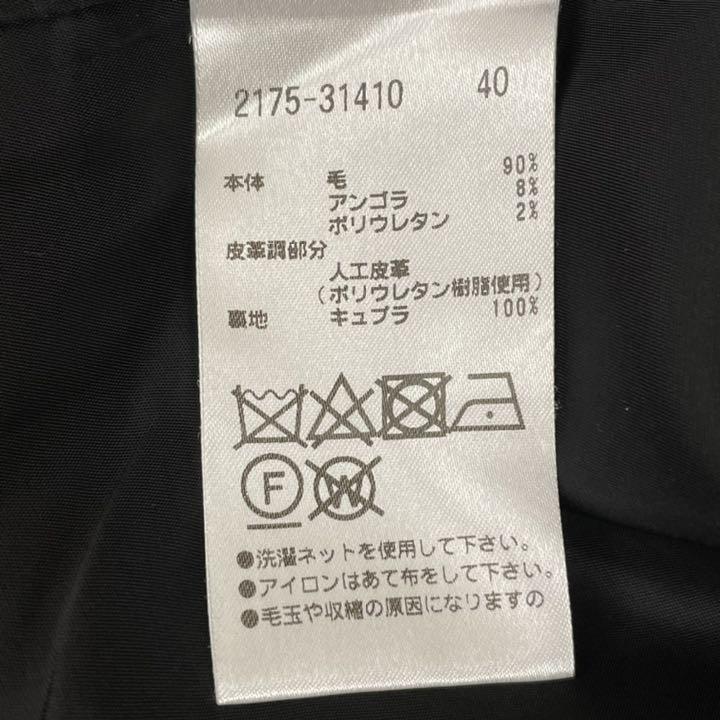 2175-31410 40
本体 毛 90%
アンゴラ 8%
ポリウレタン 2%
皮革調部分
人工皮革
(ポリウレタン樹脂使用)
裏地 キュプラ 100%
F W
●洗濯ネットを使用して下さい。
●アイロンはあて布をして下さい。
●毛玉や収縮の原因になりますの